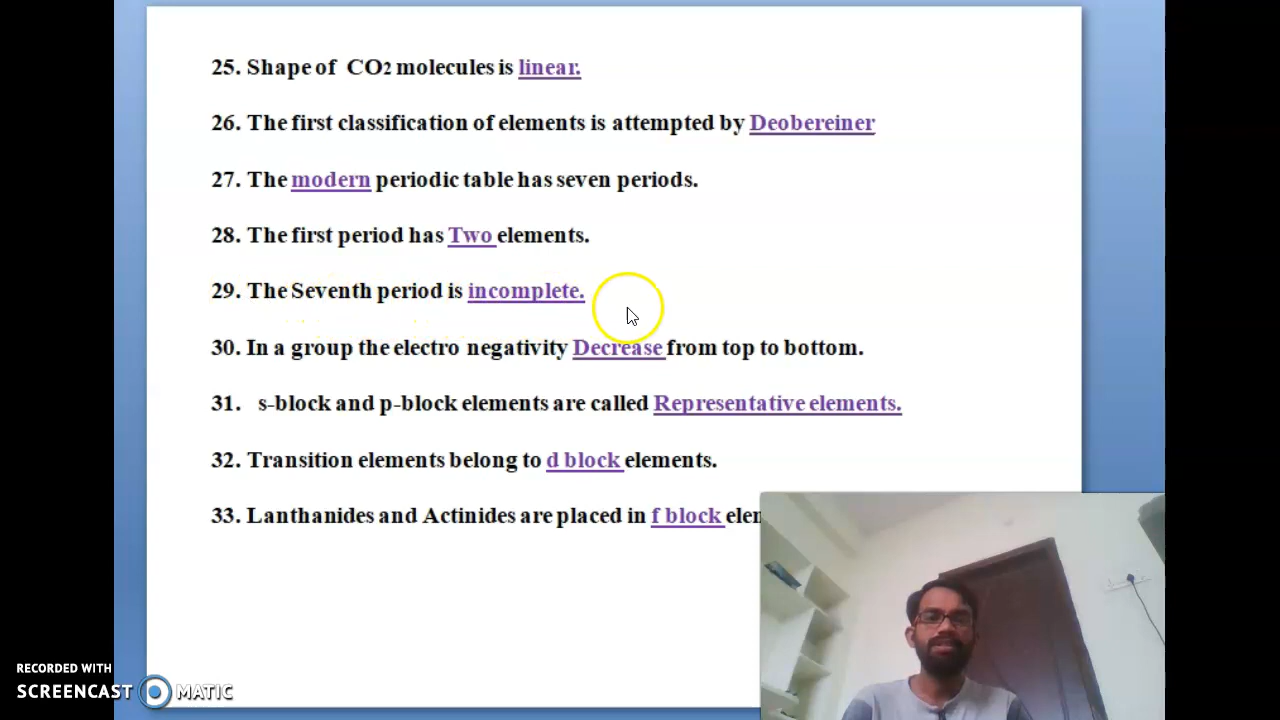 25. Shape of CO2 molecules is linear.
26. The first classification of elements is attempted by Deobereiner
27. The modern periodic table has seven periods.
28. The first period has Two elements.
29. The Seventh period is incomplete.
30. In a group the electro negativity Decrease from top to bottom.
31. s-block and p-block elements are called Representative elements.
32. Transition elements belong to d block elements.
33. Lanthanides and Actinides are placed in f block elem
RECORDED WITH
SCREENCAST MATIC